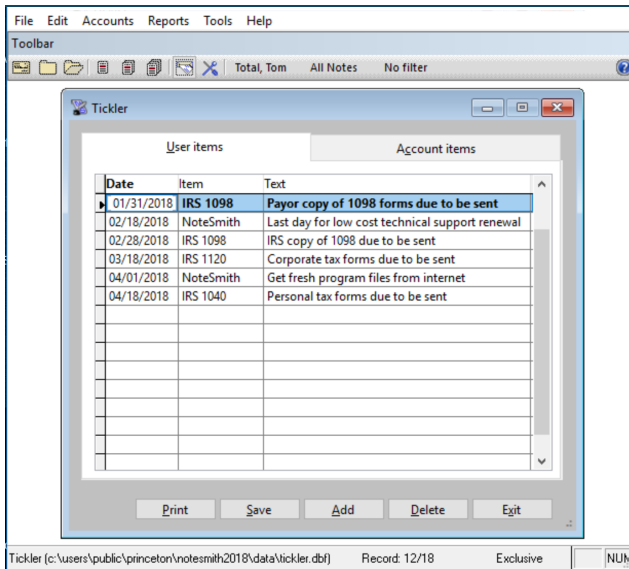 File Edit Accounts Reports Tools Help
Toolbar
Total, Tom All Notes No filter
Tickler
User items Account items
Date Item Text
01/31/2018 IRS 1098 Payor copy of 1098 forms due to be sent
02/18/2018 NoteSmith Last day for low cost technical support renewal
02/28/2018 IRS 1098 IRS copy of 1098 due to be sent
03/18/2018 IRS 1120 Corporate tax forms due to be sent
04/01/2018 NoteSmith Get fresh program files from internet
04/18/2018 IRS 1040 Personal tax forms due to be sent
Print Save Add Delete Exit
Tickler (c:\users\public\princeton\notesmith2018\data\tickler.dbf) Record: 12/18 Exclusive NUM